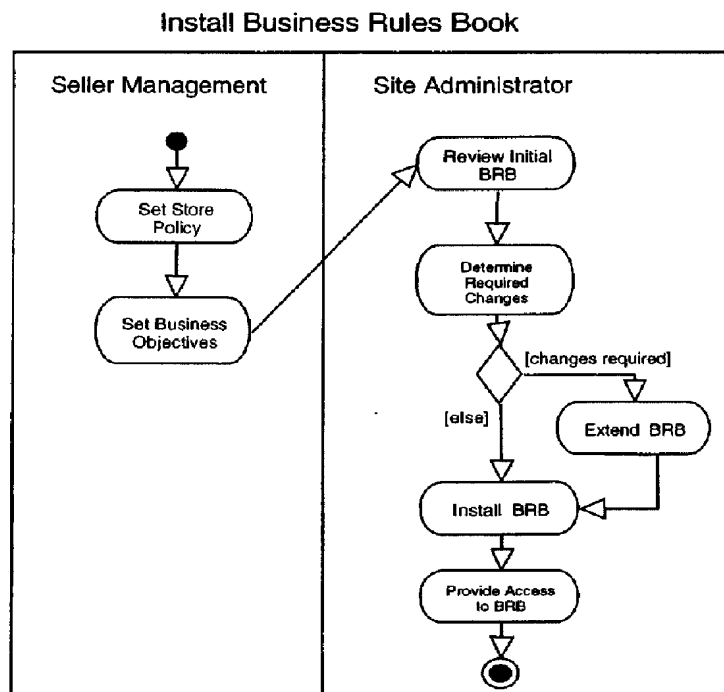 Install Business Rules Book
Seller Management
Site Administrator
Set Store
Policy
Set Business
Objectives
Review Initial
BRB
Determine
Required
Changes
[changes required]
[else]
Extend BRB
Install BRB
Provide Access
to BRB